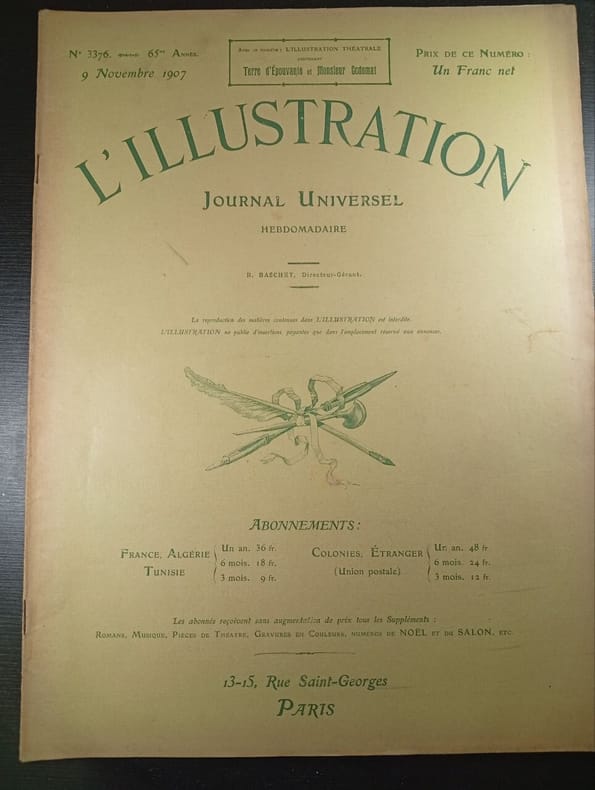 N° 3376. 65me Année.
9 Novembre 1907
Avec ce numéro : L'ILLUSTRATION THÉATRALE
contenant
Terre d'Épouvante et Monsieur Codomat
Prix de ce Numéro :
Un Franc net
L'ILLUSTRATION
Journal Universel
HEBDOMADAIRE
R. BASCHET, Directeur-Gérant.
La reproduction des matières contenues dans L'ILLUSTRATION est interdite.
L'ILLUSTRATION ne publie d'insertions payantes que dans l'emplacement réservé aux annonces.
ABONNEMENTS :
France, Algérie
Tunisie
Un an. 36 fr.
6 mois. 18 fr.
3 mois. 9 fr.
Colonies, Étranger
(Union postale)
Un an. 48 fr.
6 mois. 24 fr.
3 mois. 12 fr.
Les abonnés reçoivent sans augmentation de prix tous les Suppléments :
Romans, Musique, Pièces de Théatre, Gravures en Couleurs, numéros de NOËL et du SALON, etc.
13-15, Rue Saint-Georges
Paris